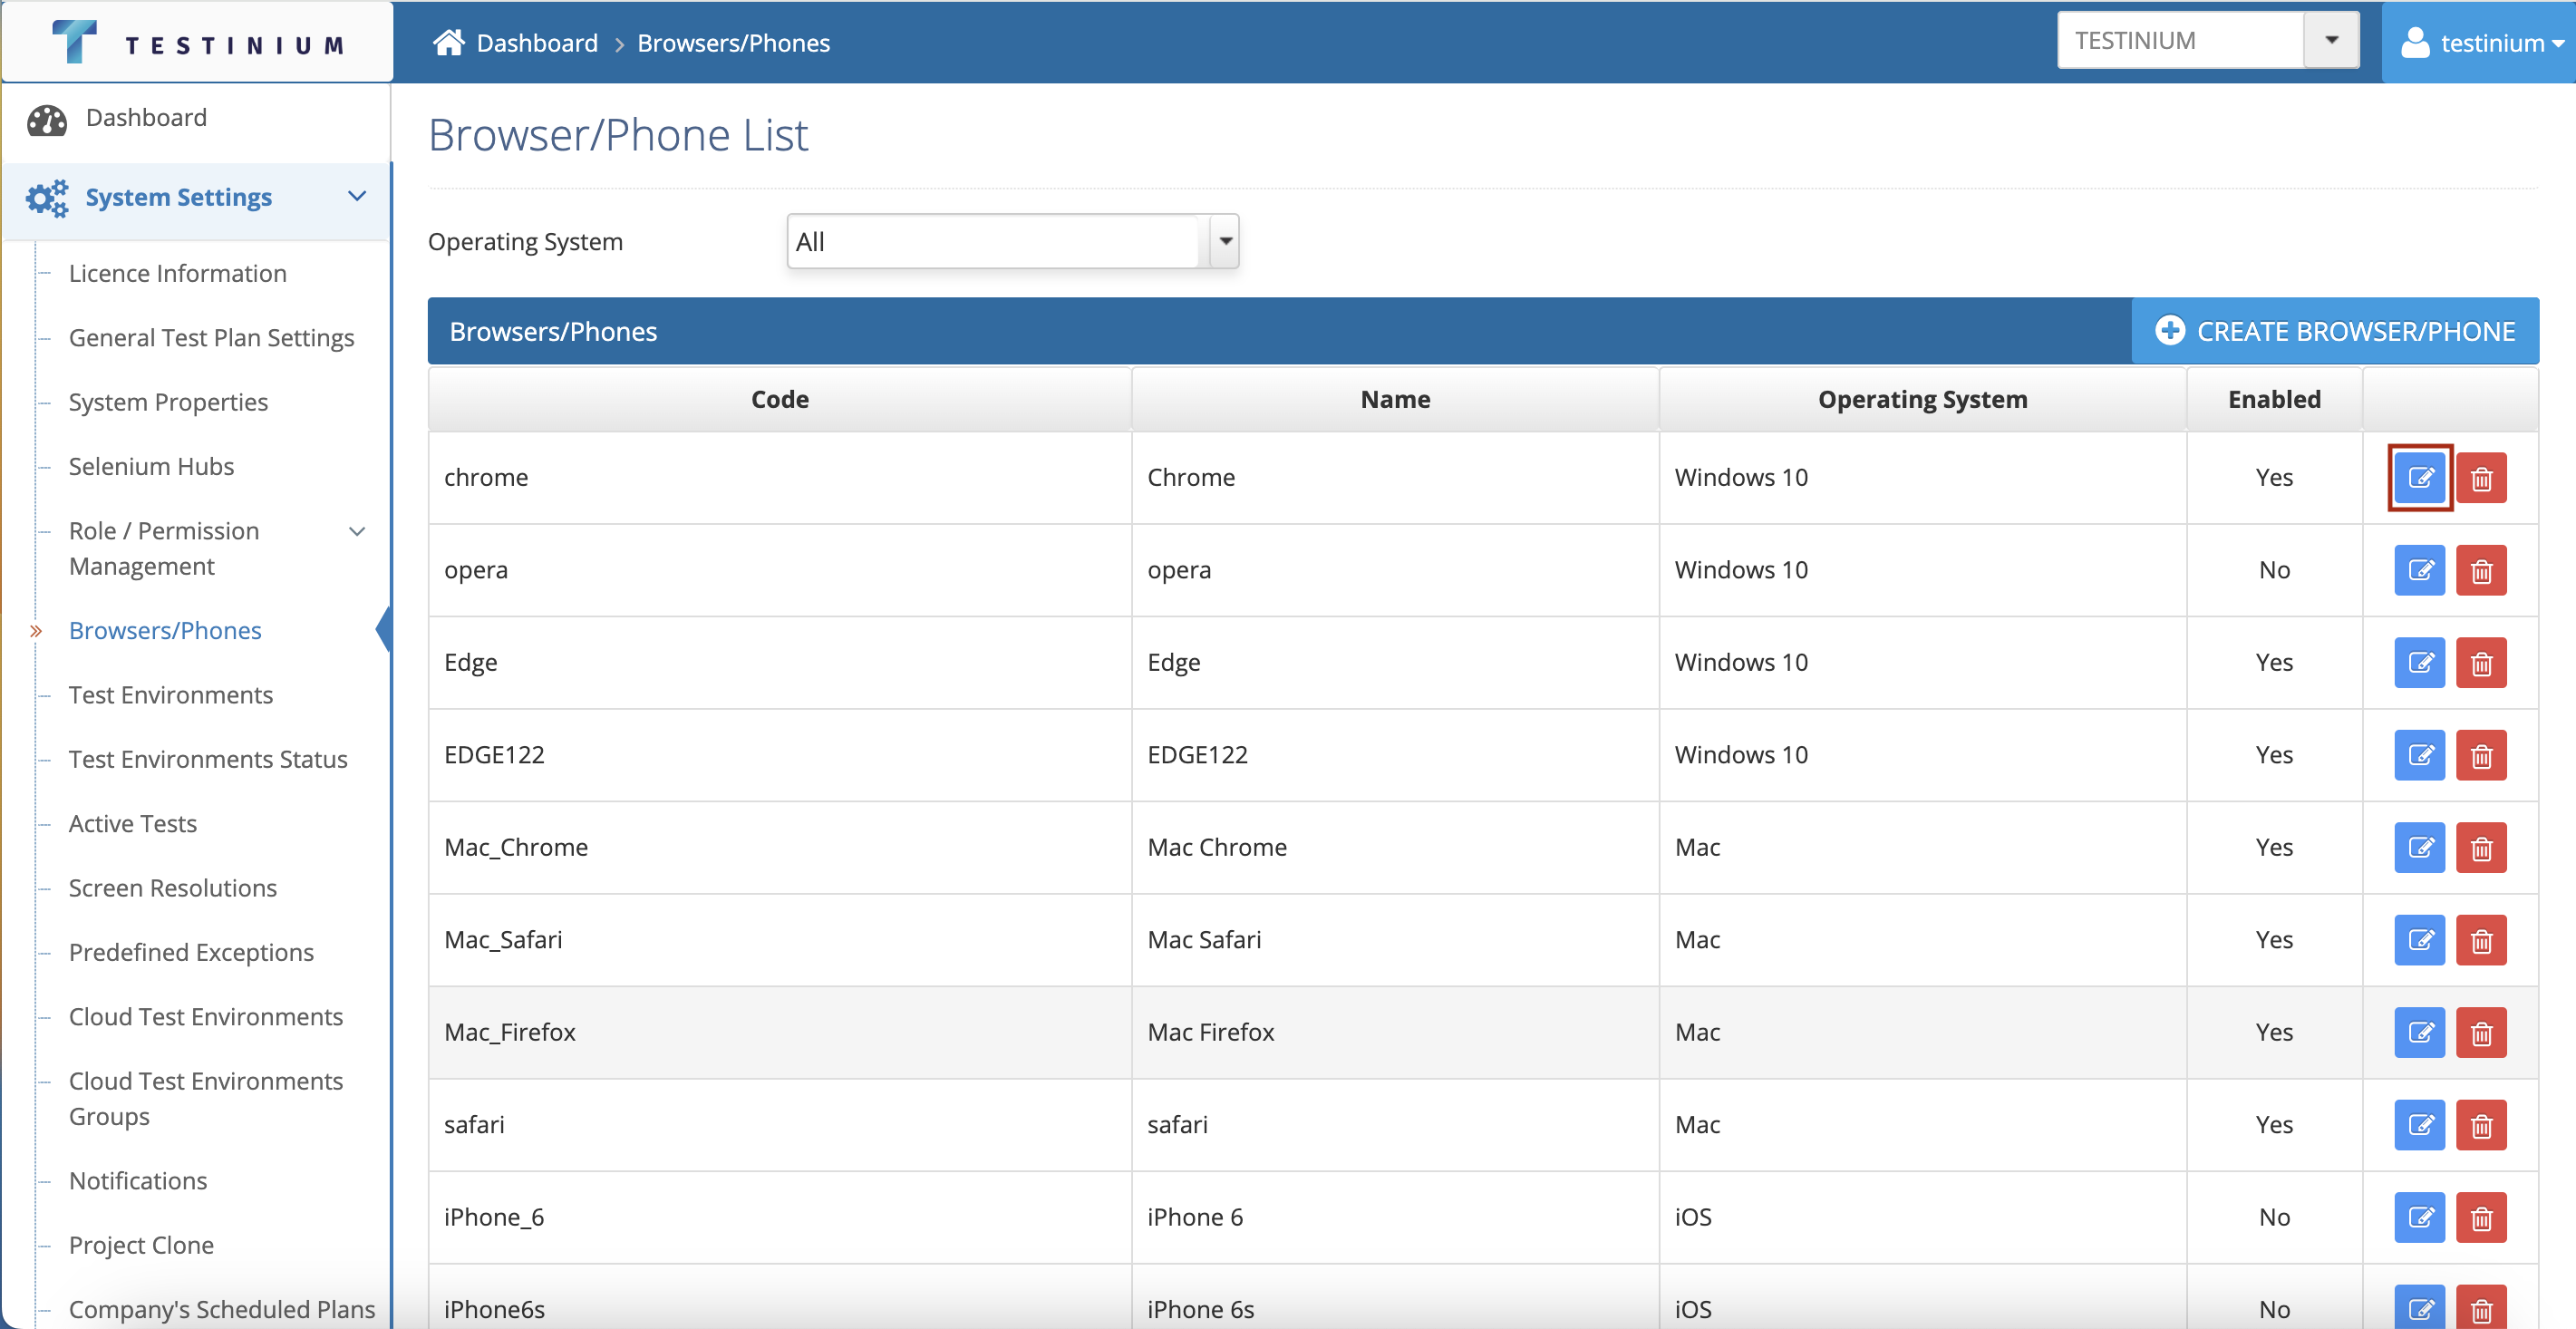 TESTINIUM
Dashboard > Browsers/Phones
TESTINIUM
testinium
Dashboard
System Settings
Licence Information
General Test Plan Settings
System Properties
Selenium Hubs
Role / Permission
Management
Browsers/Phones
Test Environments
Test Environments Status
Active Tests
Screen Resolutions
Predefined Exceptions
Cloud Test Environments
Cloud Test Environments
Groups
Notifications
Project Clone
Company's Scheduled Plans
Browser/Phone List
Operating System All
Browsers/Phones CREATE BROWSER/PHONE
Code Name Operating System Enabled
chrome Chrome Windows 10 Yes
opera opera Windows 10 No
Edge Edge Windows 10 Yes
EDGE122 EDGE122 Windows 10 Yes
Mac_Chrome Mac Chrome Mac Yes
Mac_Safari Mac Safari Mac Yes
Mac_Firefox Mac Firefox Mac Yes
safari safari Mac Yes
iPhone_6 iPhone 6 iOS No
iPhone6s iPhone 6s iOS No